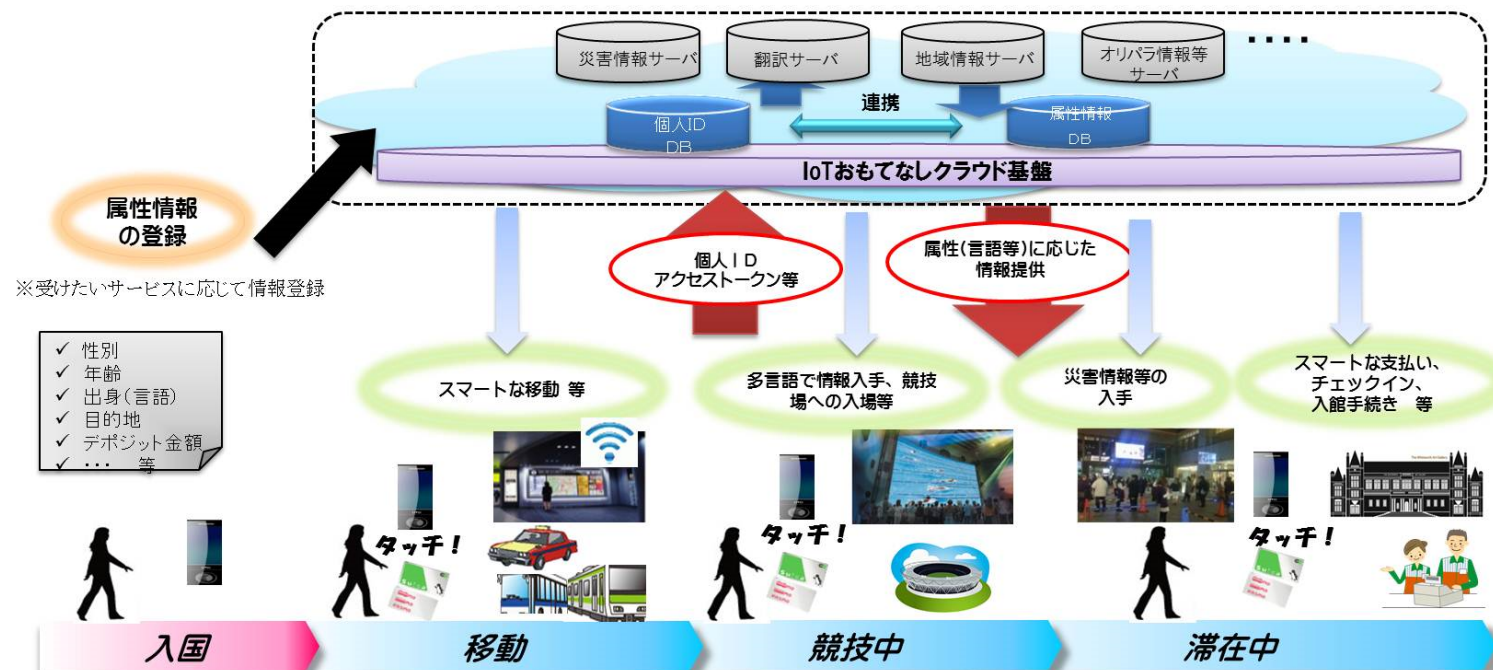 災害情報サーバ
翻訳サーバ
地域情報サーバ
オリパラ情報等
サーバ
・・・・
個人ID
DB
連携
属性情報
DB
IoTおもてなしクラウド基盤
属性情報
の登録
※受けたいサービスに応じて情報登録
個人ID
アクセストークン等
属性(言語等)に応じた
情報提供
✓ 性別
✓ 年齢
✓ 出身(言語)
✓ 目的地
✓ デポジット金額
✓ ・・・ 等
スマートな移動 等
多言語で情報入手、競技
場への入場等
災害情報等の
入手
スマートな支払い、
チェックイン、
入館手続き 等
タッチ!
タッチ!
タッチ!
入国
移動
競技中
滞在中